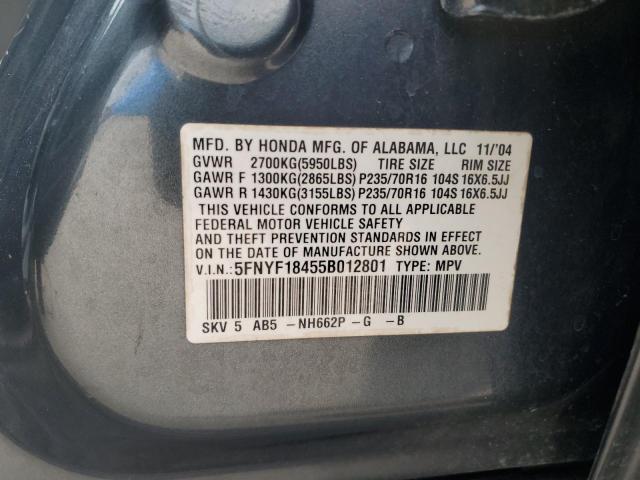 MFD. BY HONDA MFG. OF ALABAMA, LLC 11/'04
GVWR 2700KG(5950LBS) TIRE SIZE RIM SIZE
GAWR F 1300KG(2865LBS) P235/70R16 104S 16X6.5JJ
GAWR R 1430KG(3155LBS) P235/70R16 104S 16X6.5JJ
THIS VEHICLE CONFORMS TO ALL APPLICABLE
FEDERAL MOTOR VEHICLE SAFETY
AND THEFT PREVENTION STANDARDS IN EFFECT
ON THE DATE OF MANUFACTURE SHOWN ABOVE.
V.I.N.: 5FNYF18455B012801 TYPE: MPV
SKV 5 AB5 -NH662P -G -B